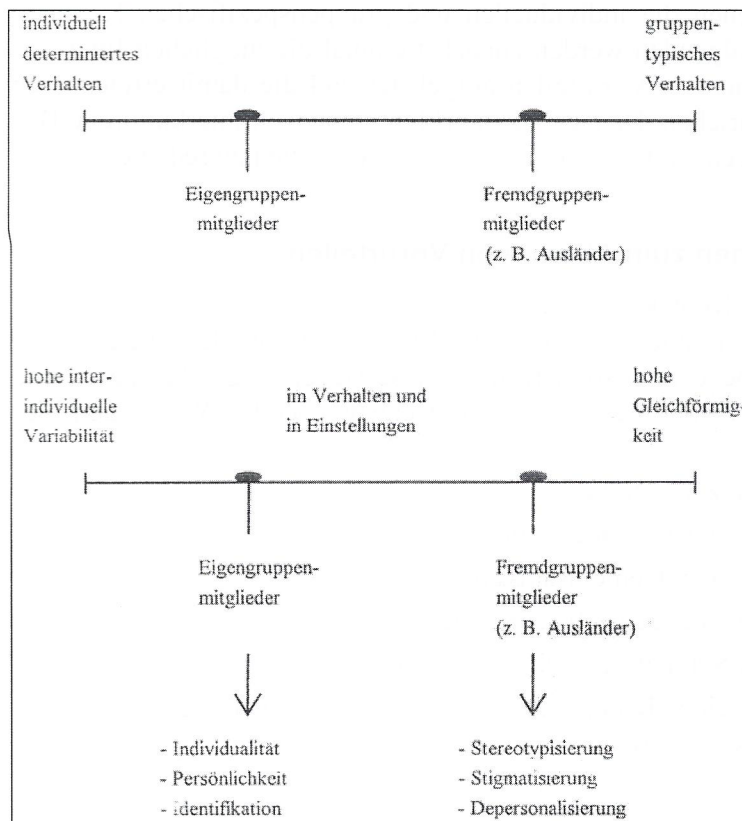 individuell
determiniertes
Verhalten
gruppen-
typisches
Verhalten
Eigengruppen-
mitglieder
Fremdgruppen-
mitglieder
(z. B. Ausländer)
hohe inter-
individuelle
Variabilität
im Verhalten und
in Einstellungen
hohe
Gleichförmig-
keit
Eigengruppen-
mitglieder
Fremdgruppen-
mitglieder
(z. B. Ausländer)
- Individualität
- Persönlichkeit
- Identifikation
- Stereotypisierung
- Stigmatisierung
- Depersonalisierung